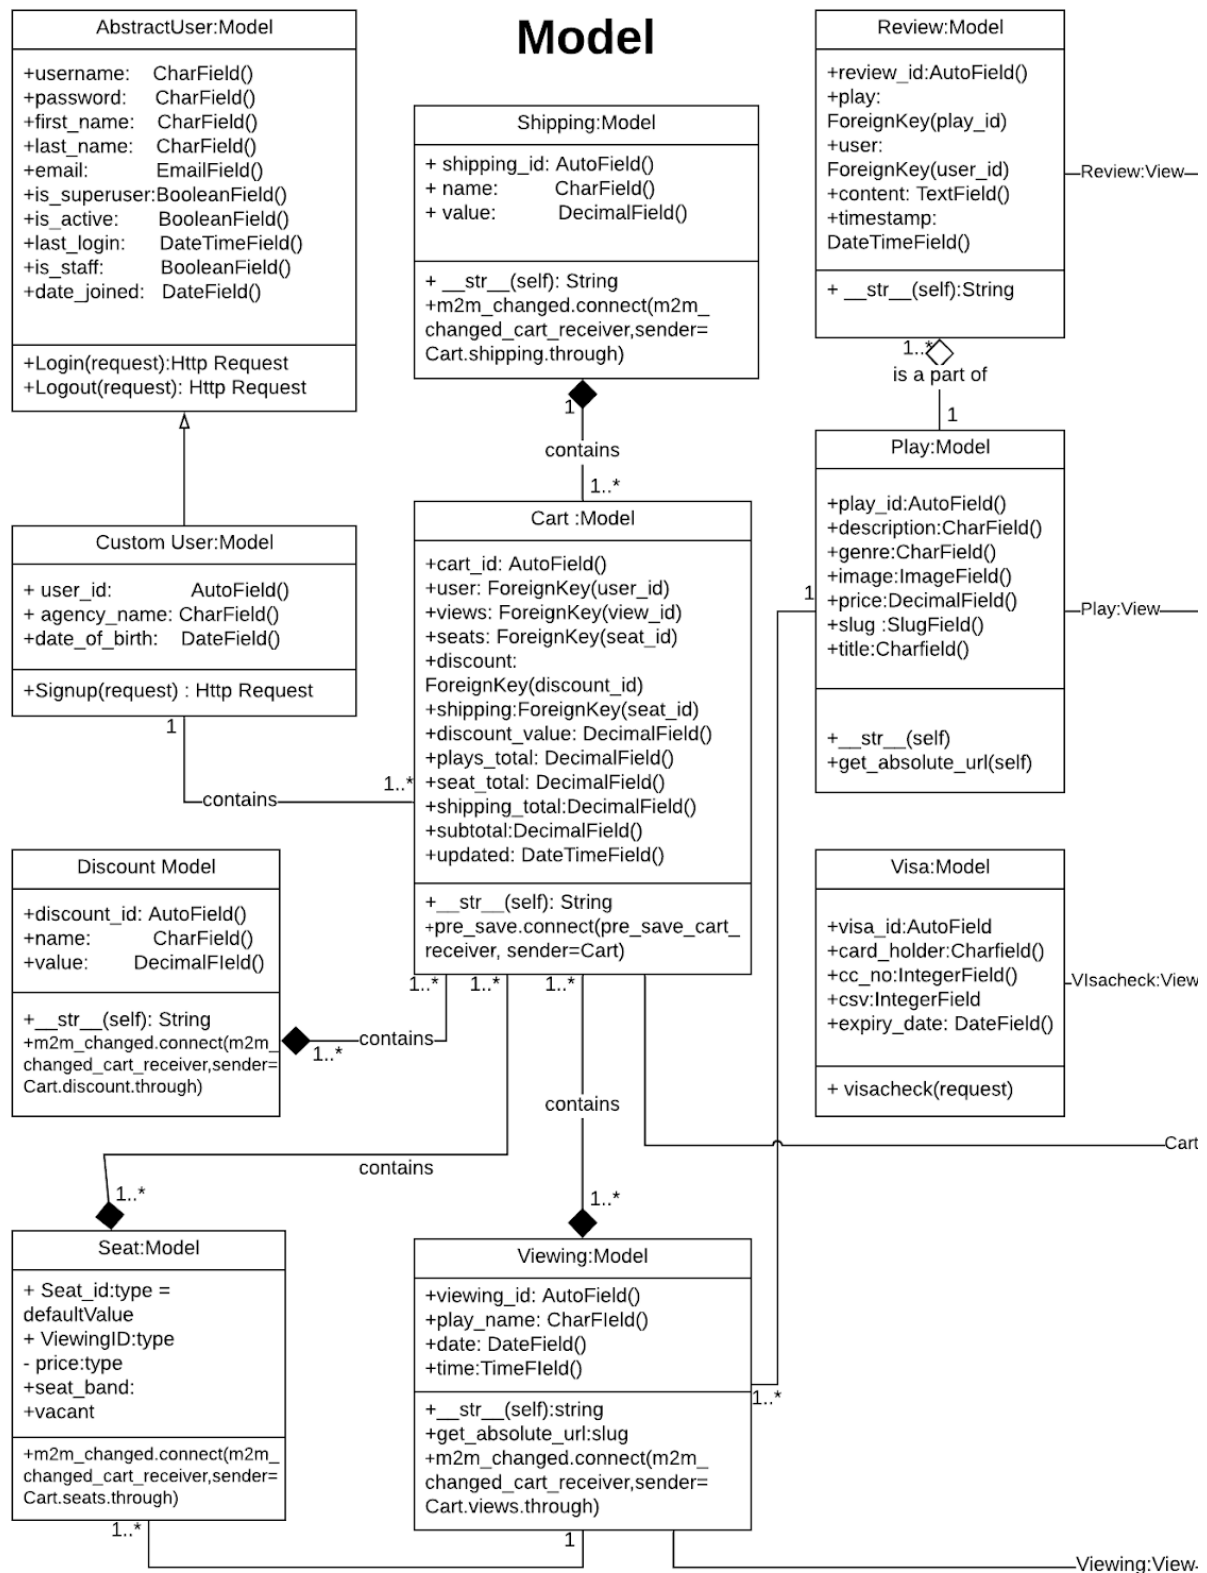 Model
AbstractUser:Model
+username: CharField()
+password: CharField()
+first_name: CharField()
+last_name: CharField()
+email: EmailField()
+is_superuser:BooleanField()
+is_active: BooleanField()
+last_login: DateTimeField()
+is_staff: BooleanField()
+date_joined: DateField()
+Login(request):Http Request
+Logout(request): Http Request
Shipping:Model
+ shipping_id: AutoField()
+ name: CharField()
+ value: DecimalField()
+ __str__(self): String
+m2m_changed.connect(m2m_
changed_cart_receiver,sender=
Cart.shipping.through)
1
contains
1..*
Review:Model
+review_id:AutoField()
+play:
ForeignKey(play_id)
+user:
ForeignKey(user_id)
+content: TextField()
+timestamp:
DateTimeField()
+ __str__(self):String
Review:View
1..*
is a part of
1
Custom User:Model
+ user_id: AutoField()
+ agency_name: CharField()
+date_of_birth: DateField()
+Signup(request) : Http Request
1
contains
1..*
Cart :Model
+cart_id: AutoField()
+user: ForeignKey(user_id)
+views: ForeignKey(view_id)
+seats: ForeignKey(seat_id)
+discount:
ForeignKey(discount_id)
+shipping:ForeignKey(seat_id)
+discount_value: DecimalField()
+plays_total: DecimalField()
+seat_total: DecimalField()
+shipping_total:DecimalField()
+subtotal:DecimalField()
+updated: DateTimeField()
+__str__(self): String
+pre_save.connect(pre_save_cart_
receiver, sender=Cart)
1..*
1..*
1..*
Play:Model
+play_id:AutoField()
+description:CharField()
+genre:CharField()
+image:ImageField()
+price:DecimalField()
+slug :SlugField()
+title:Charfield()
+__str__(self)
+get_absolute_url(self)
1
Play:View
Discount Model
+discount_id: AutoField()
+name: CharField()
+value: DecimalFIeld()
+__str__(self): String
+m2m_changed.connect(m2m_
changed_cart_receiver,sender=
Cart.discount.through)
1..*
contains
Visa:Model
+visa_id:AutoField
+card_holder:Charfield()
+cc_no:IntegerField()
+csv:IntegerField
+expiry_date: DateField()
+ visacheck(request)
VIsacheck:View
contains
Cart
contains
1..*
1..*
Seat:Model
+ Seat_id:type =
defaultValue
+ ViewingID:type
- price:type
+seat_band:
+vacant
+m2m_changed.connect(m2m_
changed_cart_receiver,sender=
Cart.seats.through)
1..*
Viewing:Model
+viewing_id: AutoField()
+play_name: CharFIeld()
+date: DateField()
+time:TimeFIeld()
+__str__(self):string
+get_absolute_url:slug
+m2m_changed.connect(m2m_
changed_cart_receiver,sender=
Cart.views.through)
1..*
1
Viewing:View